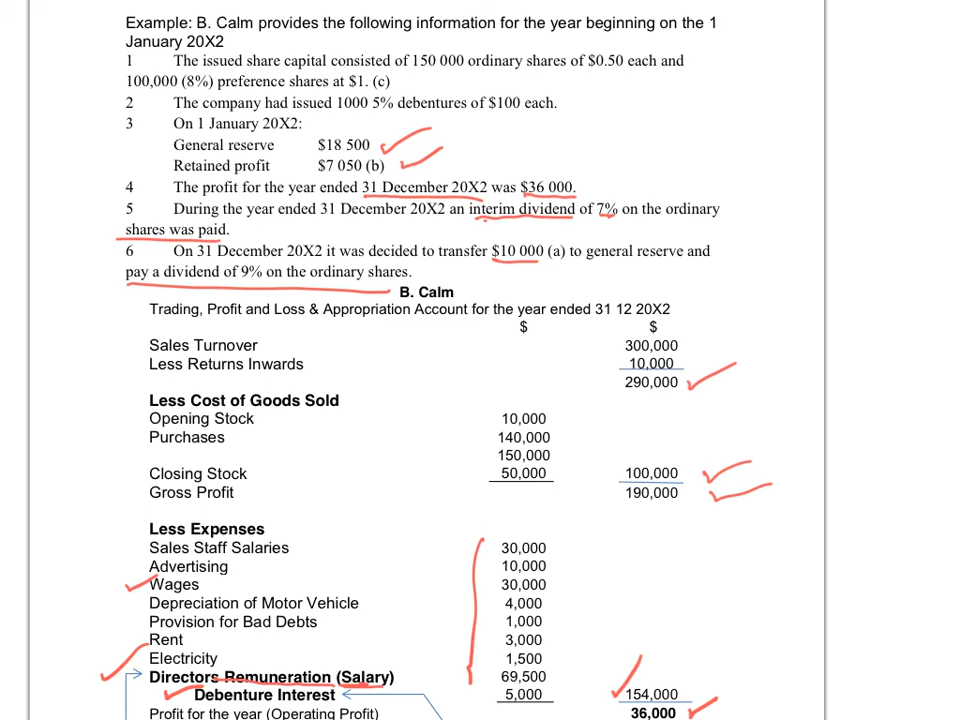 Example: B. Calm provides the following information for the year beginning on the 1
January 20X2
1 The issued share capital consisted of 150 000 ordinary shares of $0.50 each and
100,000 (8%) preference shares at $1. (c)
2 The company had issued 1000 5% debentures of $100 each.
3 On 1 January 20X2:
General reserve $18 500
Retained profit $7 050 (b)
4 The profit for the year ended 31 December 20X2 was $36 000.
5 During the year ended 31 December 20X2 an interim dividend of 7% on the ordinary
shares was paid.
6 On 31 December 20X2 it was decided to transfer $10 000 (a) to general reserve and
pay a dividend of 9% on the ordinary shares.
B. Calm
Trading, Profit and Loss & Appropriation Account for the year ended 31 12 20X2
$ $
Sales Turnover 300,000
Less Returns Inwards 10,000
290,000
Less Cost of Goods Sold
Opening Stock 10,000
Purchases 140,000
150,000
Closing Stock 50,000 100,000
Gross Profit 190,000
Less Expenses
Sales Staff Salaries 30,000
Advertising 10,000
Wages 30,000
Depreciation of Motor Vehicle 4,000
Provision for Bad Debts 1,000
Rent 3,000
Electricity 1,500
Directors Remuneration (Salary) 69,500
Debenture Interest 5,000 154,000
Profit for the year (Operating Profit) 36,000